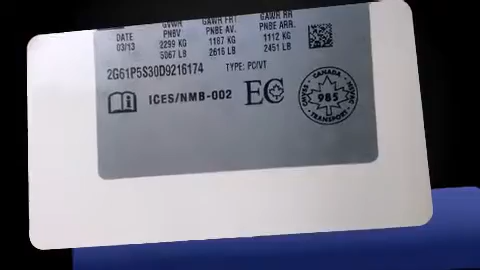 GVWR GAWR FRT GAWR RR
DATE PNBV PNBE AV. PNBE ARR.
03/13 2299 KG 1187 KG 1112 KG
5067 LB 2616 LB 2451 LB
2G61P5S30D9216174 TYPE: PC/VT
ICES/NMB-002 EC
CANADA
985
TRANSPORT